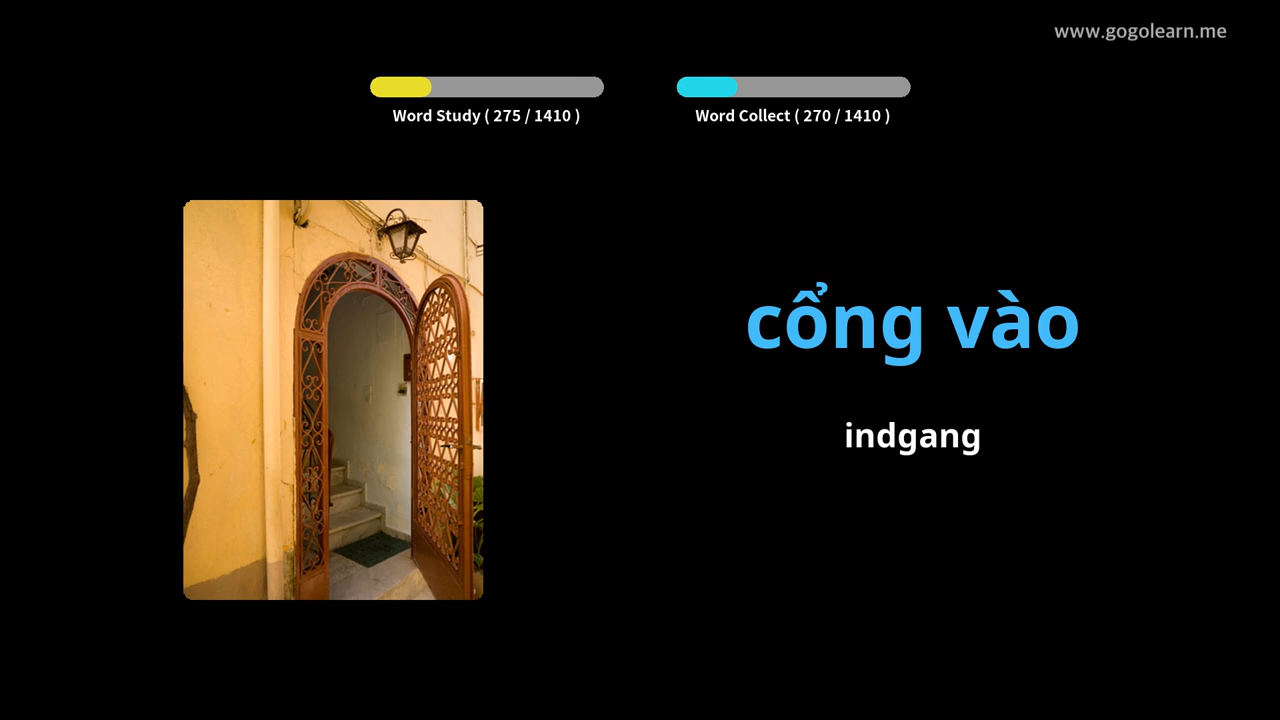 www.gogolearn.me
Word Study ( 275 / 1410 )
Word Collect ( 270 / 1410 )
cổng vào
indgang